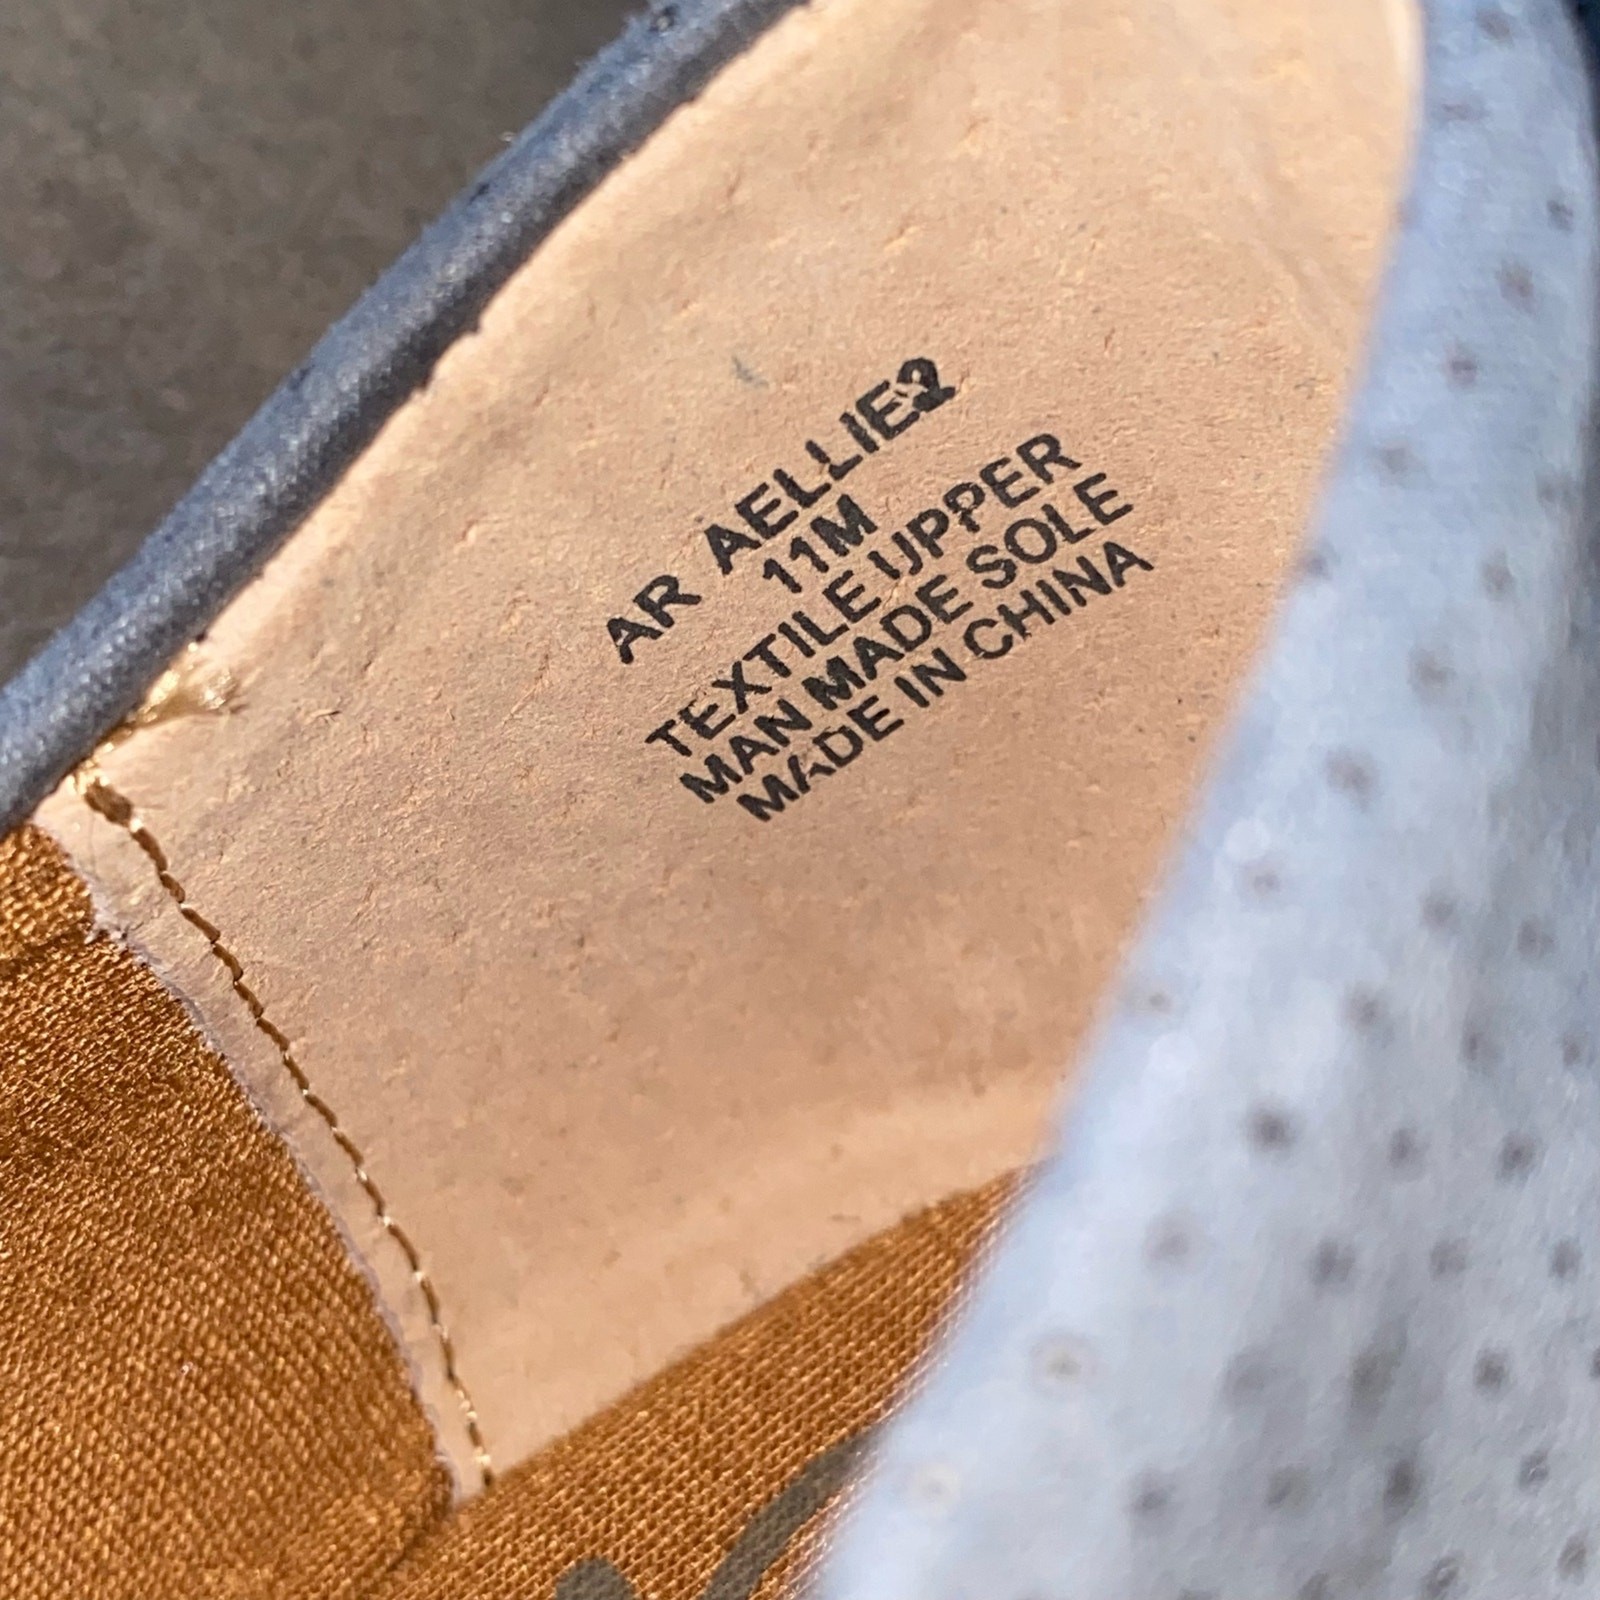 AR AELLIE2
11M
TEXTILE UPPER
MAN MADE SOLE
MADE IN CHINA